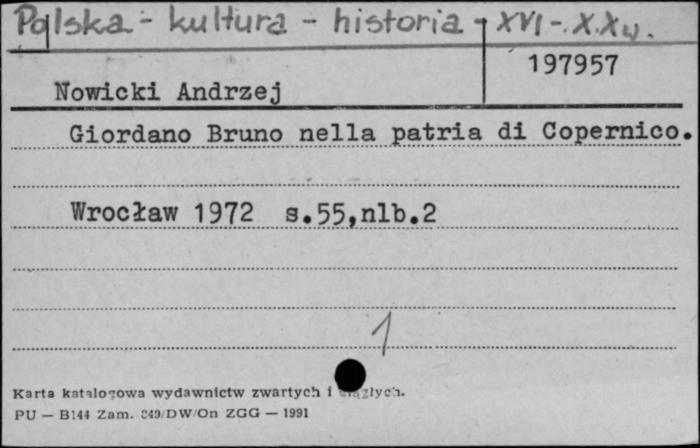 Polska - kultura - historia - XVI - XX w.
197957
Nowicki Andrzej
Giordano Bruno nella patria di Copernico.
Wrocław 1972 s.55,nlb.2
1
Karta katalogowa wydawnictw zwartych i
PU — B144 Zam. 249/DW/On ZGG — 1991